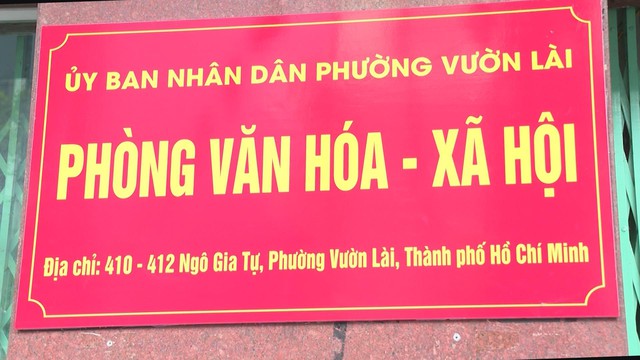 ỦY BAN NHÂN DÂN PHƯỜNG VƯỜN LÀI
PHÒNG VĂN HÓA - XÃ HỘI
Địa chỉ: 410 - 412 Ngô Gia Tự, Phường Vườn Lài, Thành phố Hồ Chí Minh